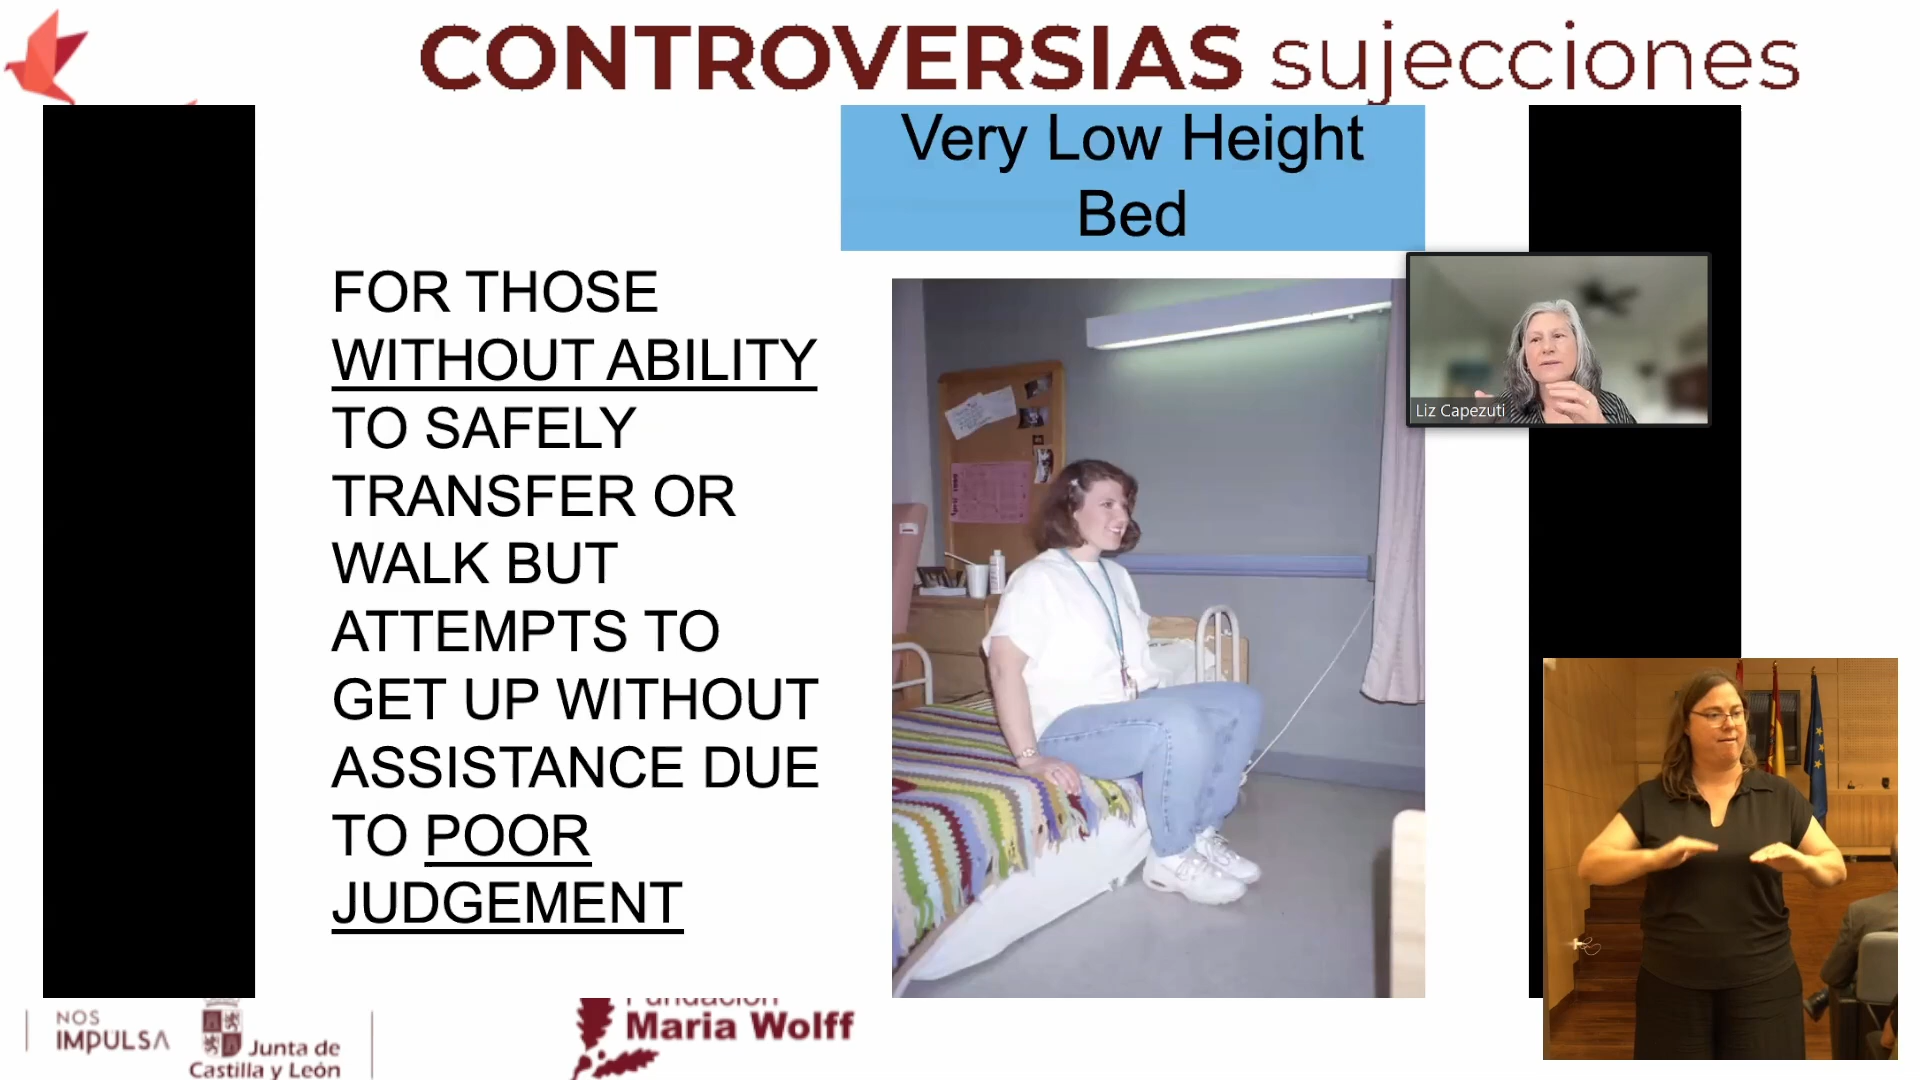 CONTROVERSIAS sujecciones
Very Low Height
Bed
FOR THOSE
WITHOUT ABILITY
TO SAFELY
TRANSFER OR
WALK BUT
ATTEMPTS TO
GET UP WITHOUT
ASSISTANCE DUE
TO POOR
JUDGEMENT
Liz Capezuti
NOS
IMPULSA
Junta de
Castilla y León
Fundación
Maria Wolff